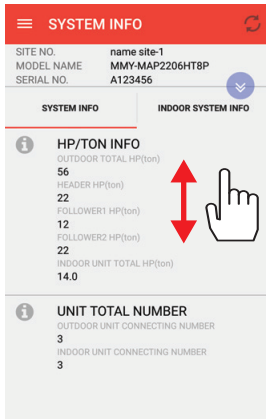 SYSTEM INFO
SITE NO. name site-1
MODEL NAME MMY-MAP2206HT8P
SERIAL NO. A123456
SYSTEM INFO INDOOR SYSTEM INFO
HP/TON INFO
OUTDOOR TOTAL HP(ton)
56
HEADER HP(ton)
22
FOLLOWER1 HP(ton)
12
FOLLOWER2 HP(ton)
22
INDOOR UNIT TOTAL HP(ton)
14.0
UNIT TOTAL NUMBER
OUTDOOR UNIT CONNECTING NUMBER
3
INDOOR UNIT CONNECTING NUMBER
3